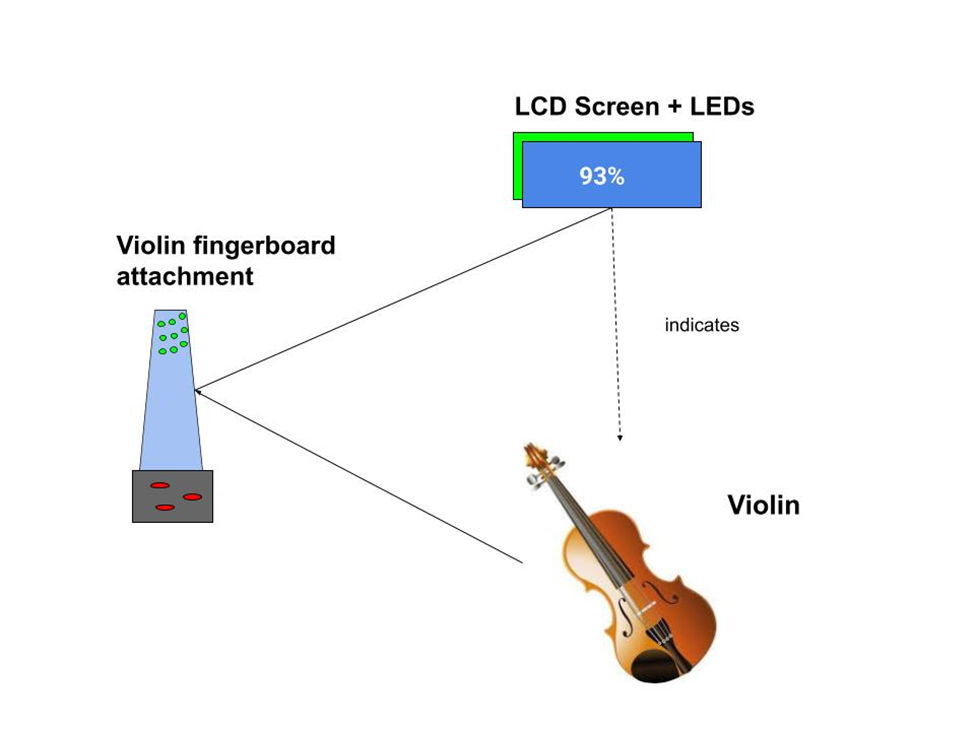 LCD Screen + LEDs
93%
Violin fingerboard
attachment
indicates
Violin